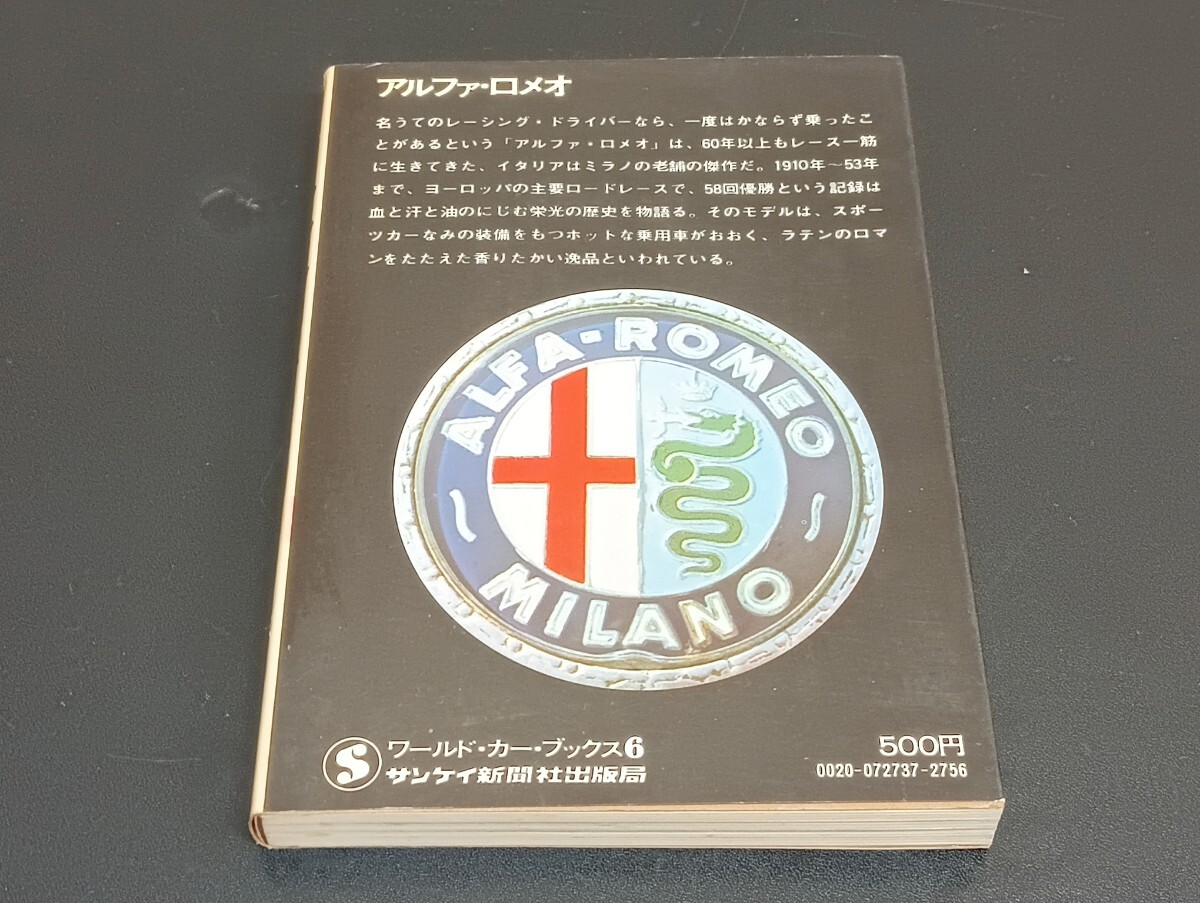 アルファ・ロメオ
名うてのレーシング・ドライバーなら、一度はかならず乗ったこ
とがあるという「アルファ・ロメオ」は、60年以上もレース一筋
に生きてきた、イタリアはミラノの老舗の傑作だ。1910年〜53年
まで、ヨーロッパの主要ロードレースで、58回優勝という記録は
血と汗と油のにじむ栄光の歴史を物語る。そのモデルは、スポー
ツカーなみの装備をもつホットな乗用車がおおく、ラテンのロマ
ンをたたえた香りたかい逸品といわれている。
ALFA-ROMEO
MILANO
S
ワールド・カー・ブックス6
サンケイ新聞社出版局
500円
0020-072737-2756